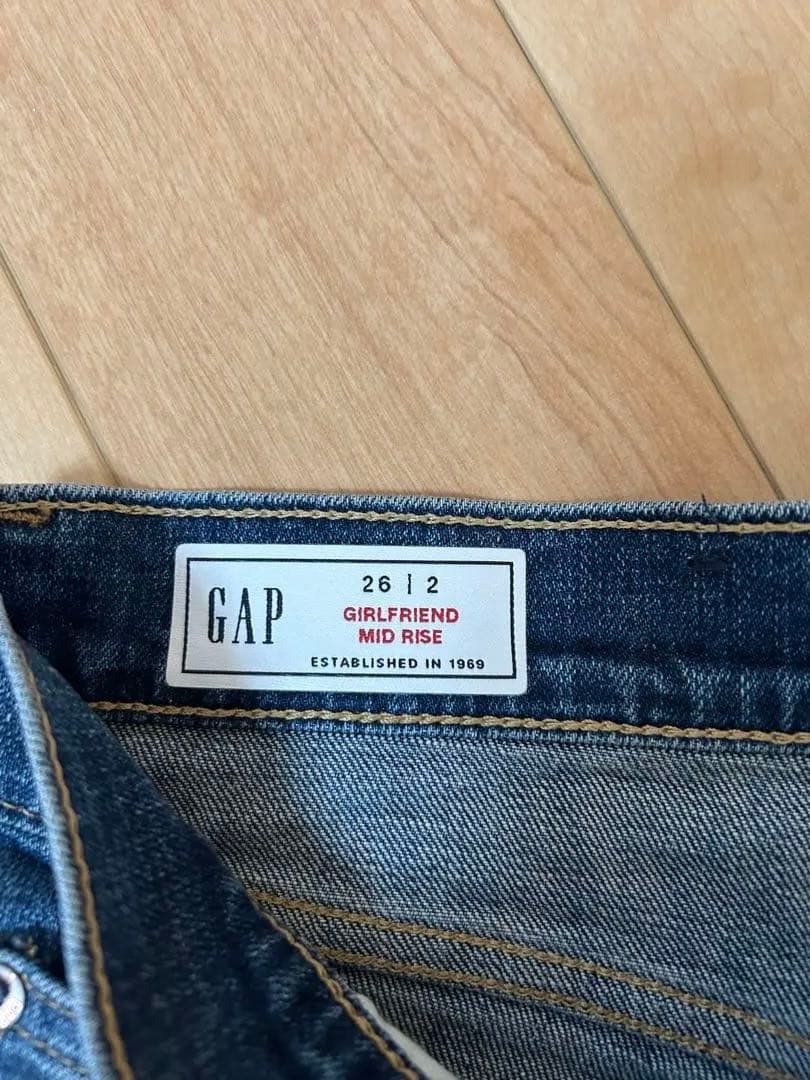 GAP
26 | 2
GIRLFRIEND
MID RISE
ESTABLISHED IN 1969